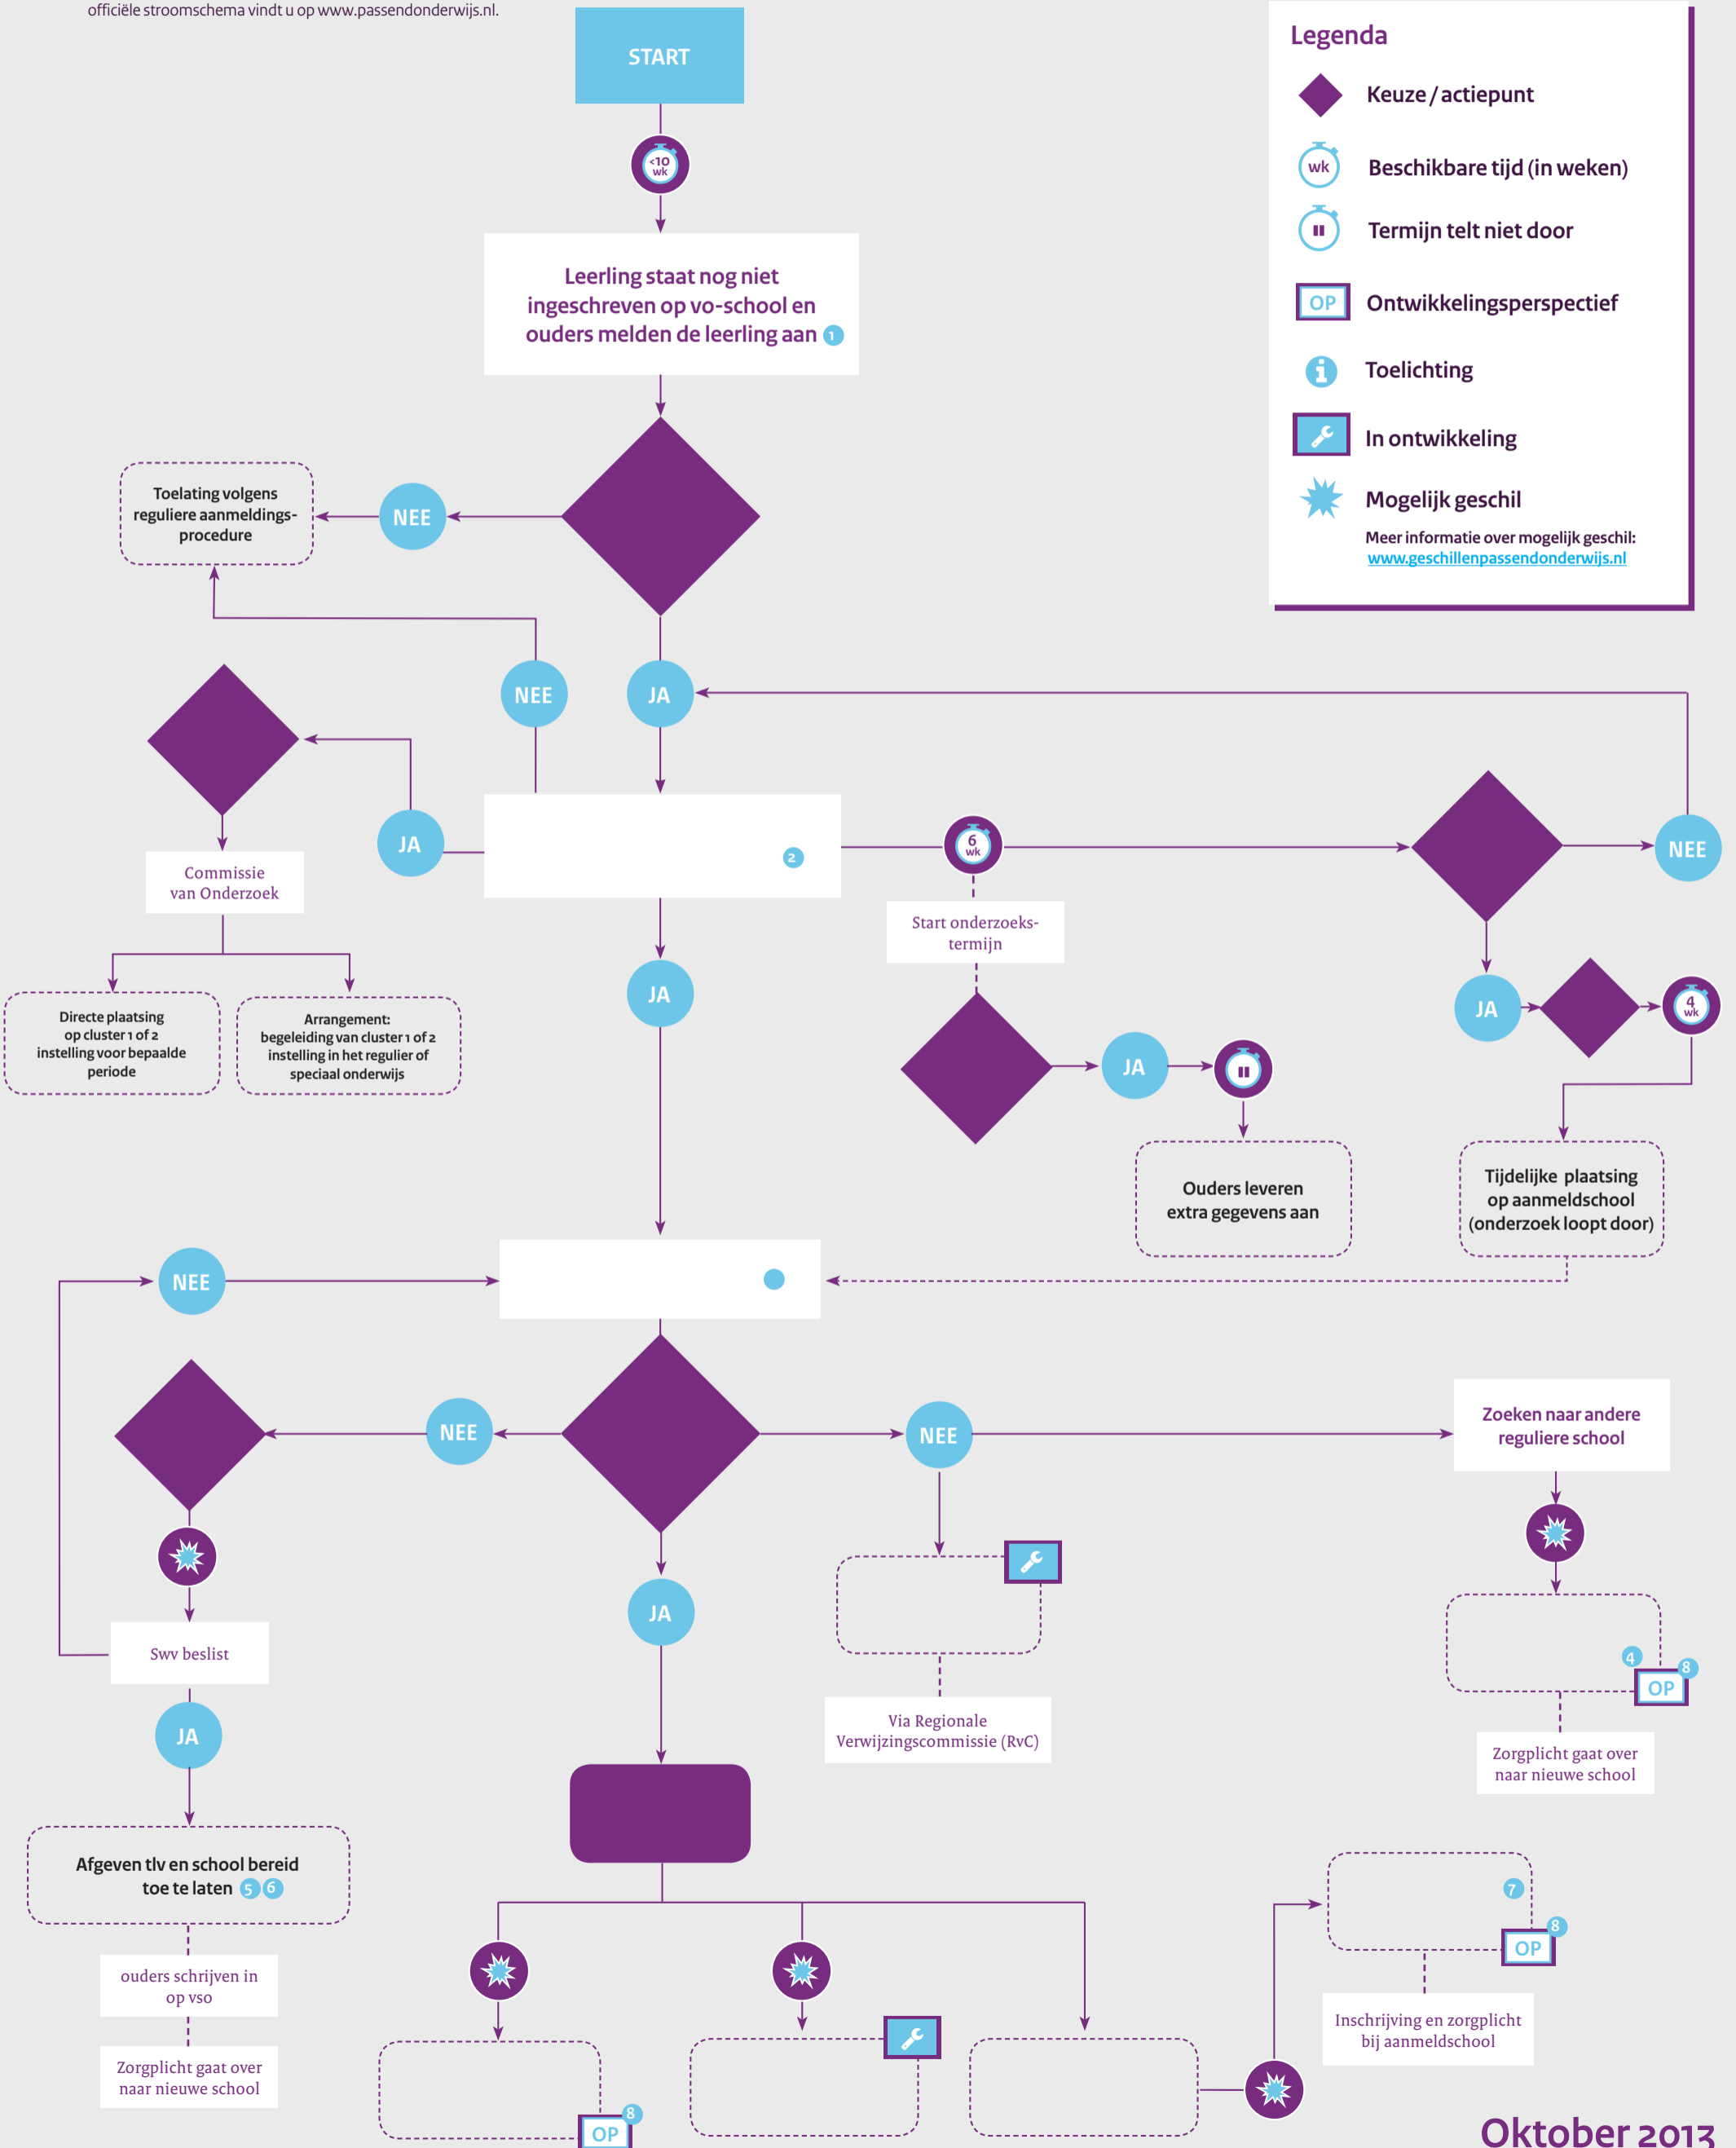 officiële stroomschema vindt u op www.passendonderwijs.nl.
START
<10
wk
Leerling staat nog niet
ingeschreven op vo-school en
ouders melden de leerling aan 1
Legenda
Keuze / actiepunt
wk
Beschikbare tijd (in weken)
Termijn telt niet door
OP
Ontwikkelingsperspectief
i
Toelichting
In ontwikkeling
Mogelijk geschil
Meer informatie over mogelijk geschil:
www.geschillenpassendonderwijs.nl
Toelating volgens
reguliere aanmeldings-
procedure
NEE
NEE
JA
JA
2
6
wk
NEE
Commissie
van Onderzoek
Start onderzoeks-
termijn
JA
JA
4
wk
Directe plaatsing
op cluster 1 of 2
instelling voor bepaalde
periode
Arrangement:
begeleiding van cluster 1 of 2
instelling in het regulier of
speciaal onderwijs
JA
Ouders leveren
extra gegevens aan
Tijdelijke plaatsing
op aanmeldschool
(onderzoek loopt door)
NEE
NEE
NEE
Zoeken naar andere
reguliere school
JA
Swv beslist
4
8
OP
JA
Via Regionale
Verwijzingscommissie (RvC)
Zorgplicht gaat over
naar nieuwe school
Afgeven tlv en school bereid
toe te laten 5 6
7
8
OP
ouders schrijven in
op vso
Inschrijving en zorgplicht
bij aanmeldschool
Zorgplicht gaat over
naar nieuwe school
8
OP
Oktober 2013